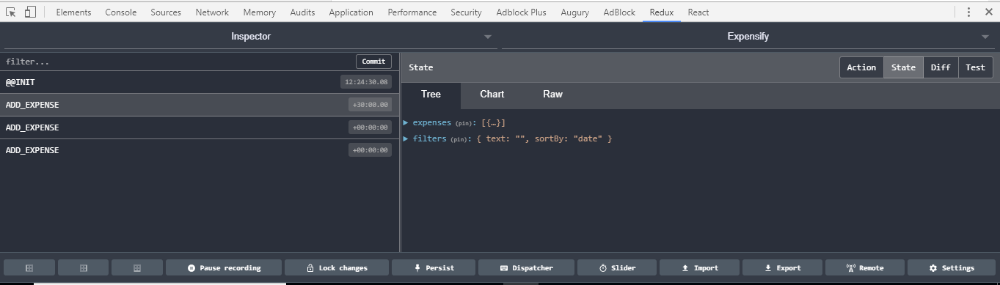 Elements Console Sources Network Memory Audits Application Performance Security Adblock Plus Augury AdBlock Redux React
Inspector Expensify
filter... Commit
State Action State Diff Test
@@INIT 12:24:30.08
Tree Chart Raw
ADD_EXPENSE +30:00.00
expenses (pin): [{…}]
ADD_EXPENSE +00:00:00
filters (pin): { text: "", sortBy: "date" }
ADD_EXPENSE +00:00:00
Pause recording Lock changes Persist Dispatcher Slider Import Export Remote Settings